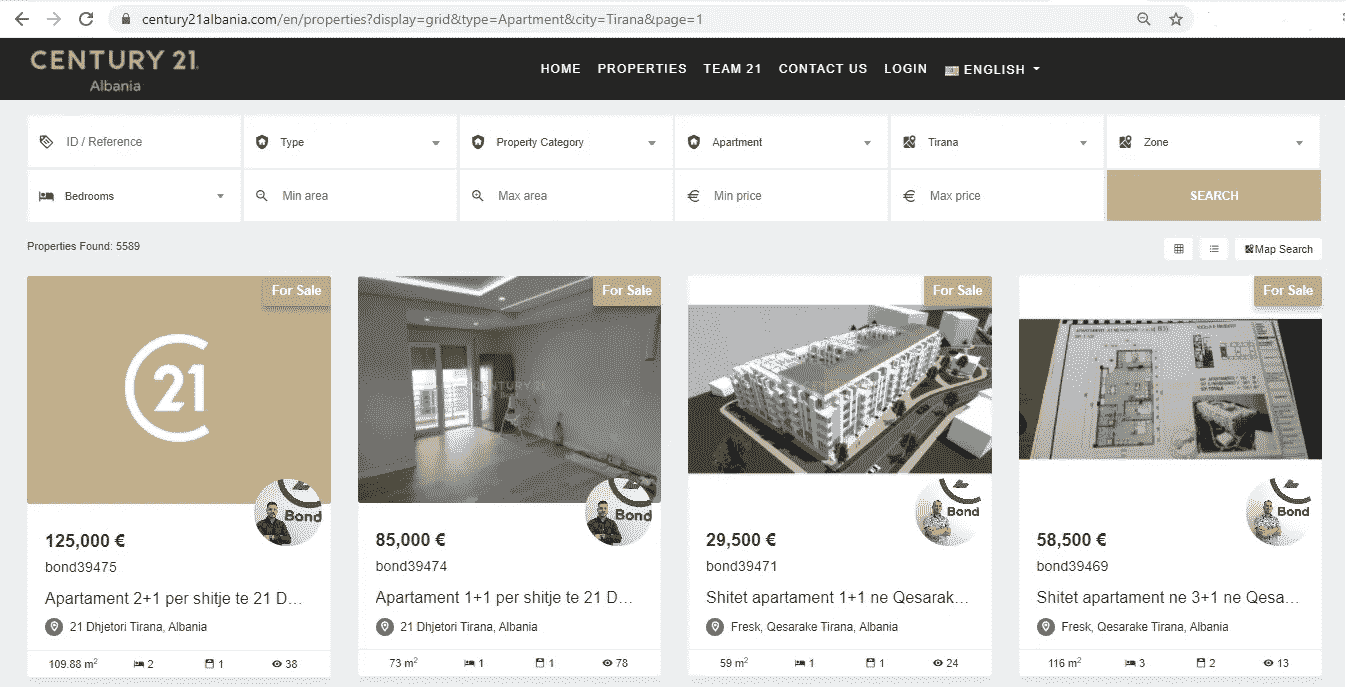 century21albania.com/en/properties?display=grid&type=Apartment&city=Tirana&page=1
CENTURY 21.
Albania
HOME PROPERTIES TEAM 21 CONTACT US LOGIN ENGLISH
ID / Reference Type Property Category Apartment Tirana Zone
Bedrooms Min area Max area Min price Max price SEARCH
Properties Found: 5589 Map Search
For Sale For Sale For Sale For Sale
21
CENTURY 21
Bond Bond Bond Bond
125,000 € 85,000 € 29,500 € 58,500 €
bond39475 bond39474 bond39471 bond39469
Apartament 2+1 per shitje te 21 D... Apartament 1+1 per shitje te 21 D... Shitet apartament 1+1 ne Qesarak... Shitet apartament ne 3+1 ne Qesa...
21 Dhjetori Tirana, Albania 21 Dhjetori Tirana, Albania Fresk, Qesarake Tirana, Albania Fresk, Qesarake Tirana, Albania
109.88 m² 2 1 38 73 m² 1 1 78 59 m² 1 1 24 116 m² 3 2 13